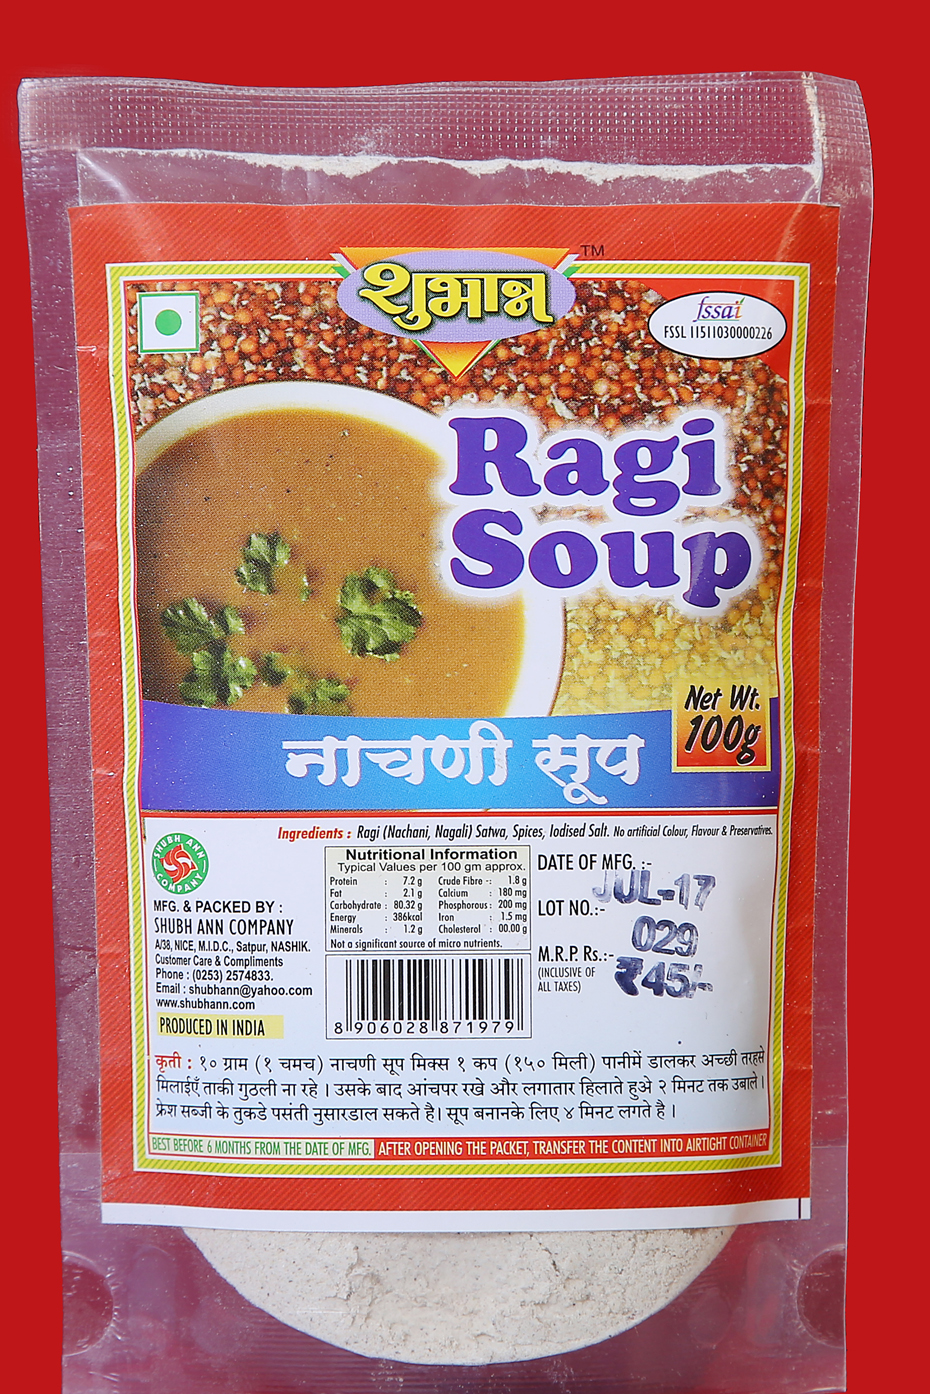 शुभान्न TM
fssai
FSSL 11511030000226
Ragi
Soup
Net Wt.
100g
नाचणी सूप
Ingredients : Ragi (Nachani, Nagali) Satwa, Spices, Iodised Salt. No artificial Colour, Flavour & Preservatives.
SHUBH ANN
COMPANY
MFG. & PACKED BY :
SHUBH ANN COMPANY
A/38, NICE, M.I.D.C., Satpur, NASHIK.
Customer Care & Compliments
Phone : (0253) 2574833.
Email : shubhann@yahoo.com
www.shubhann.com
PRODUCED IN INDIA
Nutritional Information
Typical Values per 100 gm approx.
Protein : 7.2 g Crude Fibre -: 1.8 g
Fat : 2.1 g Calcium : 180 mg
Carbohydrate : 80.32 g Phosphorous : 200 mg
Energy : 386kcal Iron : 1.5 mg
Minerals : 1.2 g Cholesterol : 00.00 g
Not a significant source of micro nutrients.
8 906028 871979
DATE OF MFG. :-
JUL-17
LOT NO.:-
029
M.R.P. Rs.:-
(INCLUSIVE OF
ALL TAXES)
₹45/-
कृती : १० ग्राम (१ चमच) नाचणी सूप मिक्स १ कप (१५० मिली) पानीमें डालकर अच्छी तरहसे
मिलाईएँ ताकी गुठली ना रहे । उसके बाद आंचपर रखे और लगातार हिलाते हुअे २ मिनट तक उबाले ।
फ्रेश सब्जी के तुकडे पसंती नुसारडाल सकते है। सूप बनानके लिए ४ मिनट लगते है ।
BEST BEFORE 6 MONTHS FROM THE DATE OF MFG. AFTER OPENING THE PACKET, TRANSFER THE CONTENT INTO AIRTIGHT CONTAINER